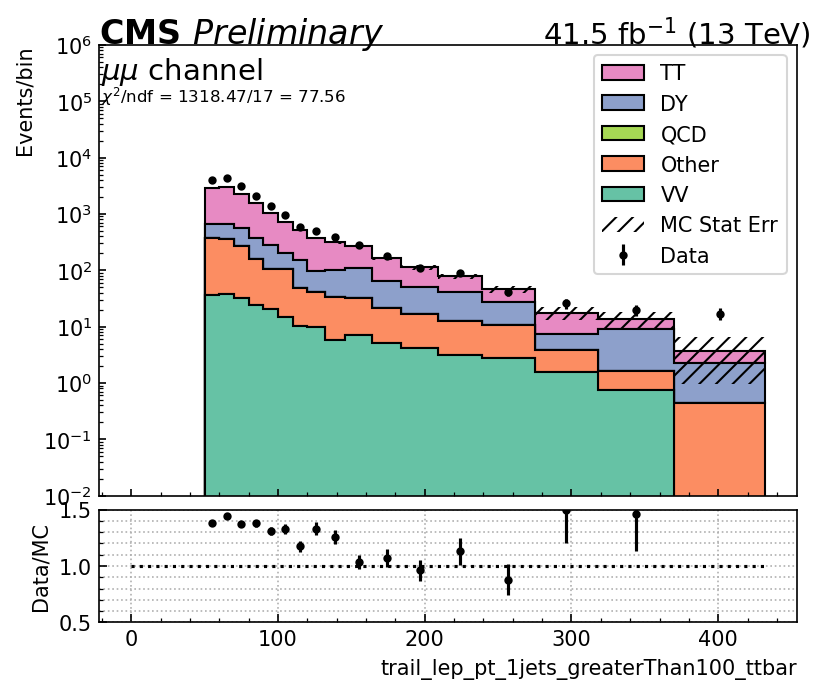 CMS Preliminary 41.5 fb⁻¹ (13 TeV)
μμ channel
χ²/ndf = 1318.47/17 = 77.56
Events/bin
10⁶
10⁵
10⁴
10³
10²
10¹
10⁰
10⁻¹
10⁻²
TT
DY
QCD
Other
VV
MC Stat Err
Data
Data/MC
1.5
1.0
0.5
0 100 200 300 400
trail_lep_pt_1jets_greaterThan100_ttbar